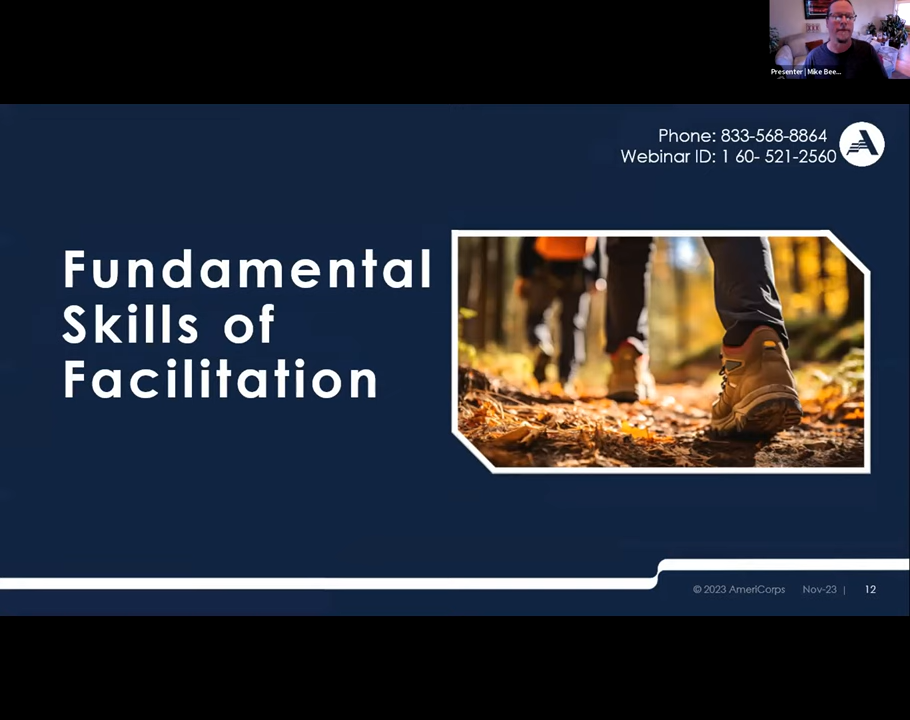 Presenter | Mike Bee...
Phone: 833-568-8864
Webinar ID: 1 60- 521-2560
Fundamental
Skills of
Facilitation
© 2023 AmeriCorps Nov-23 | 12